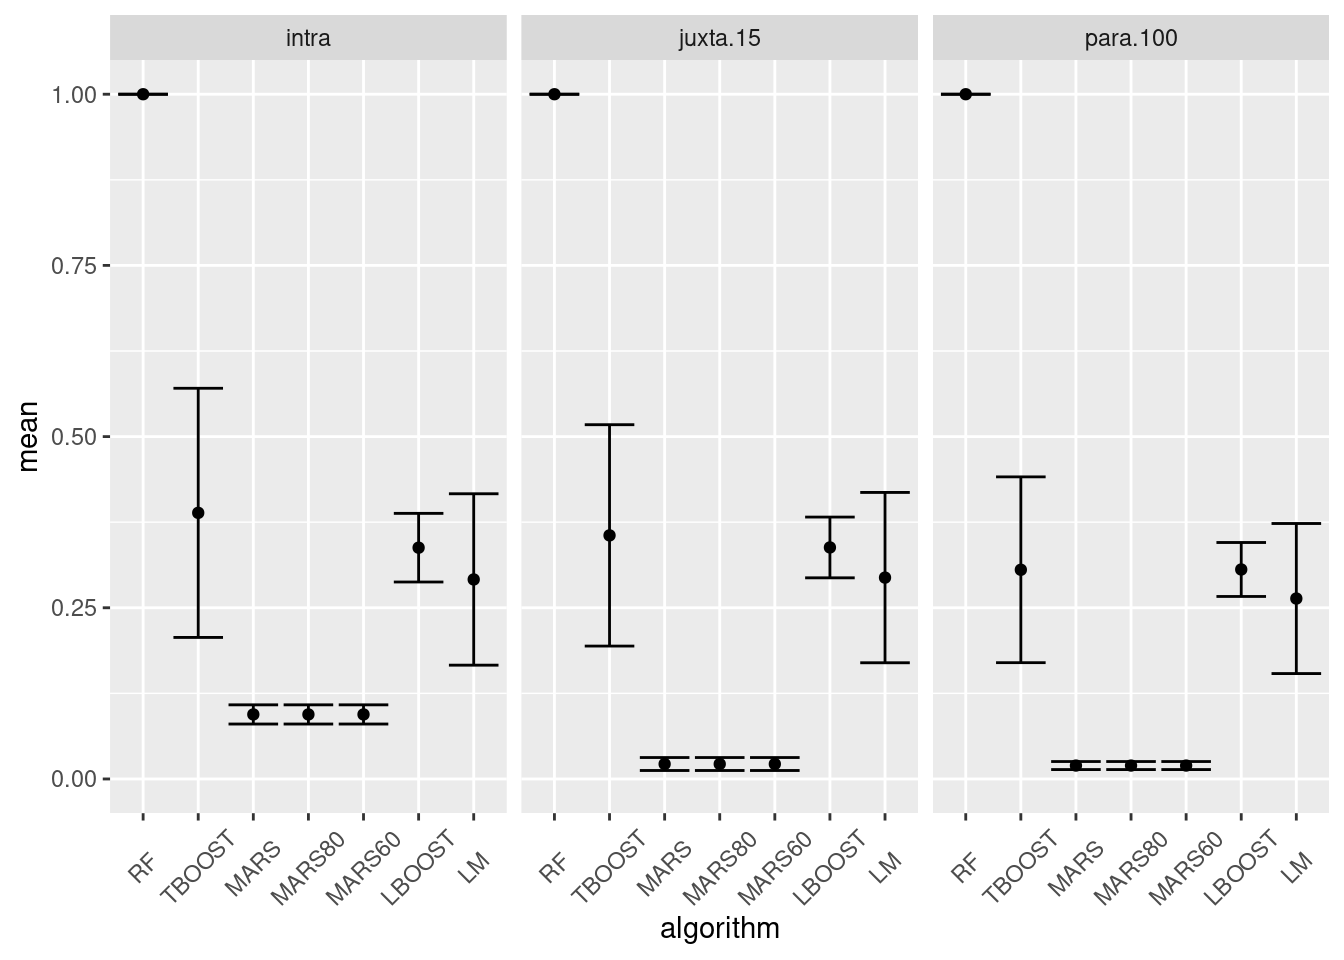 intra juxta.15 para.100
1.00
0.75
0.50
0.25
0.00
mean
RF TBOOST MARS MARS80 MARS60 LBOOST LM RF TBOOST MARS MARS80 MARS60 LBOOST LM RF TBOOST MARS MARS80 MARS60 LBOOST LM
algorithm